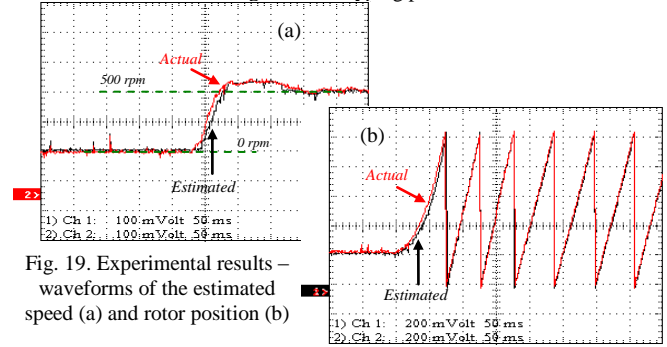 (a)
Actual
500 rpm
0 rpm
Estimated
2
1) Ch 1: 100 mVolt 50 ms
2) Ch 2: 100 mVolt 50 ms
(b)
Actual
Estimated
1) Ch 1: 200 mVolt 50 ms
2) Ch 2: 200 mVolt 50 ms
Fig. 19. Experimental results –
waveforms of the estimated
speed (a) and rotor position (b)